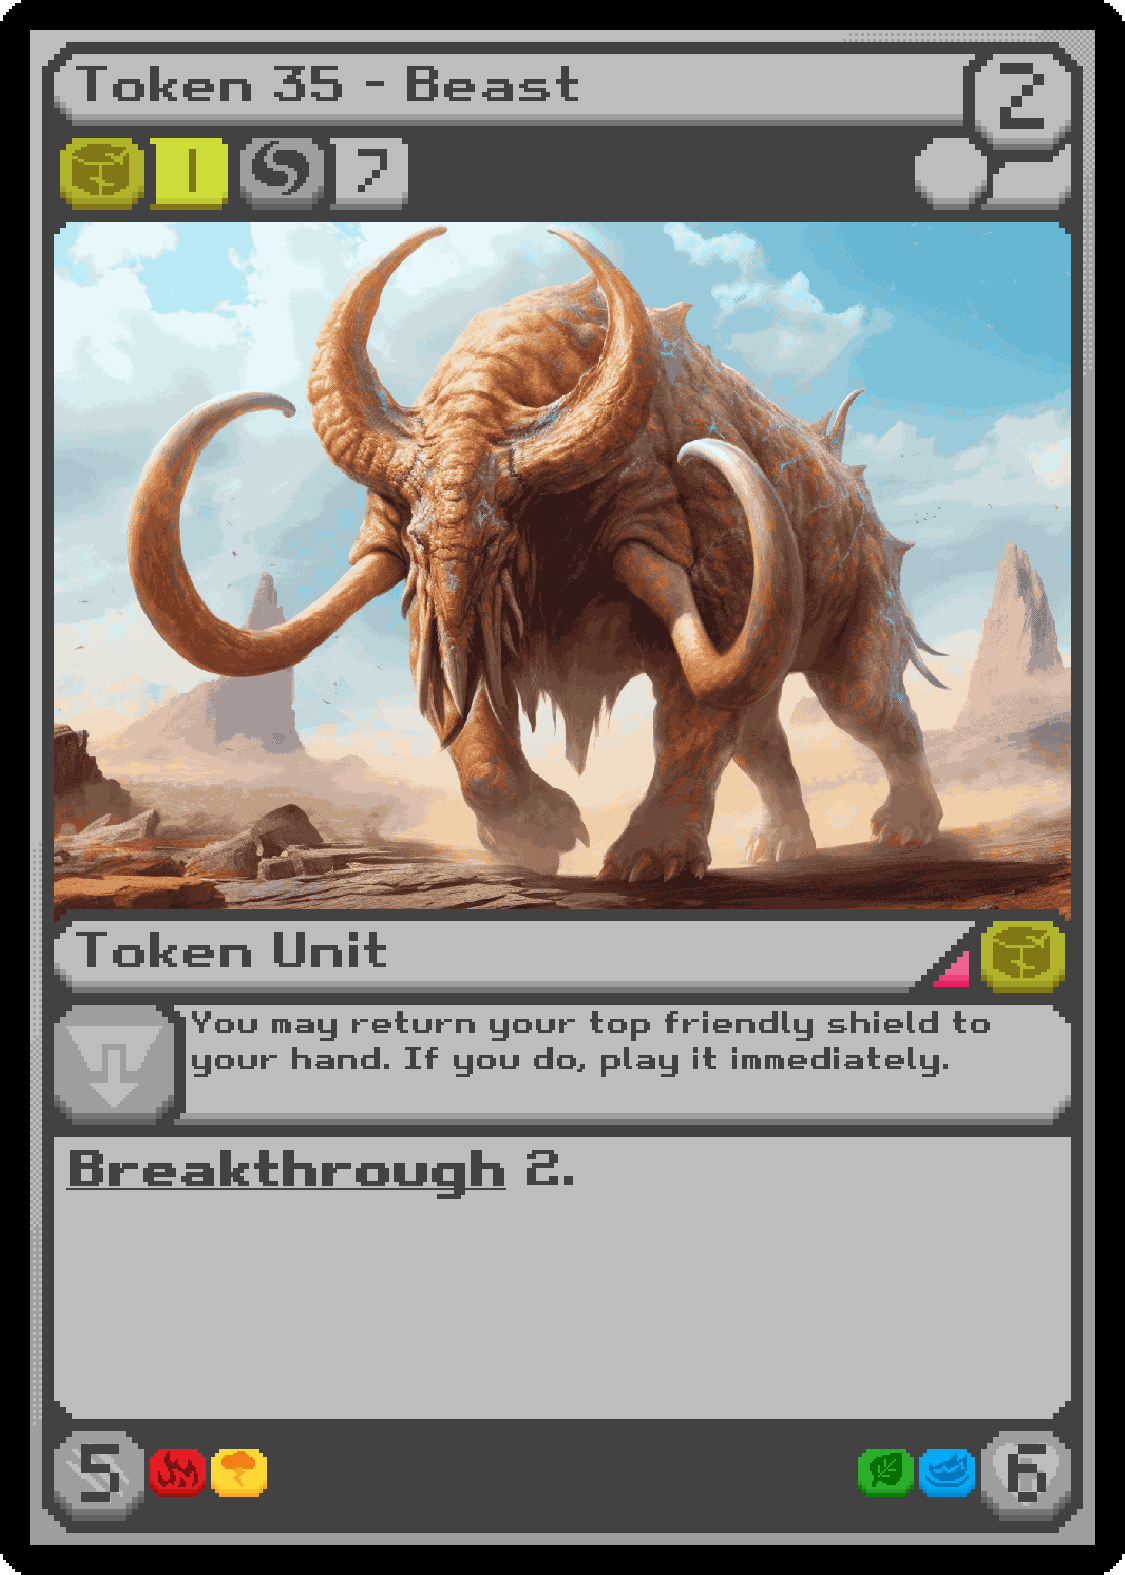 Token 35 - Beast
2
1
7
Token Unit
You may return your top friendly shield to
your hand. If you do, play it immediately.
Breakthrough 2.
5
6